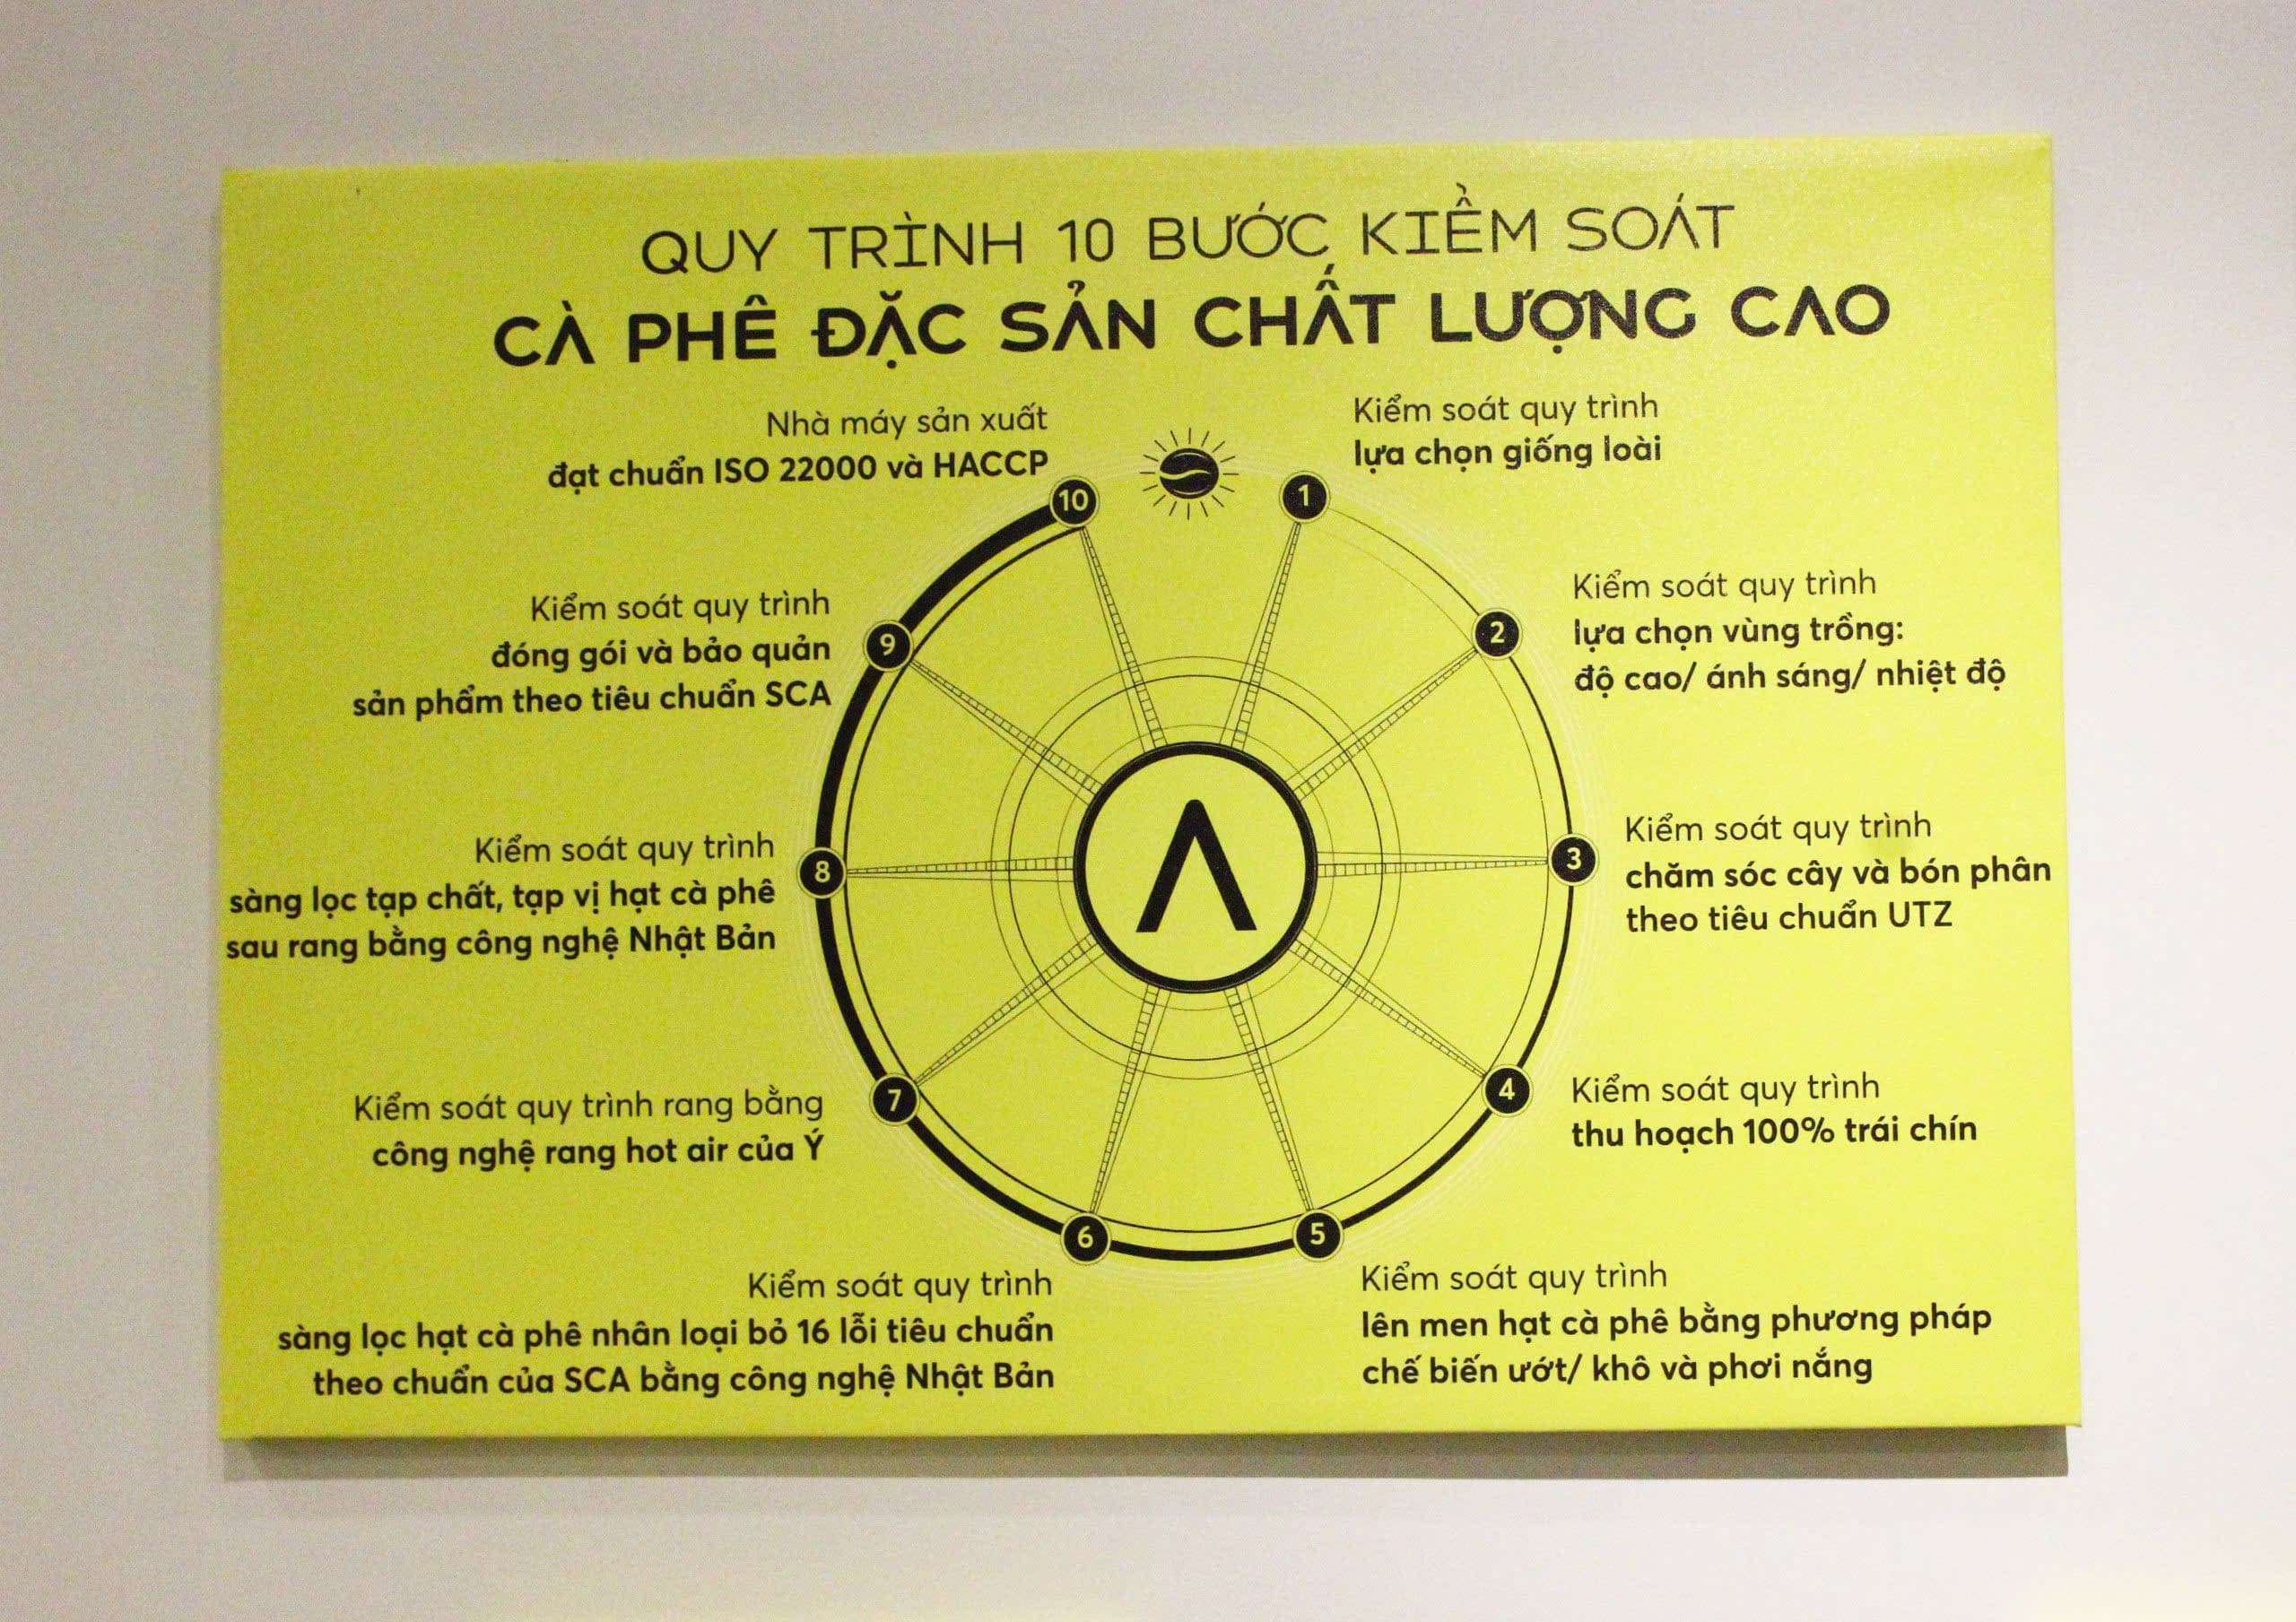 QUY TRÌNH 10 BƯỚC KIỂM SOÁT
CÀ PHÊ ĐẶC SẢN CHẤT LƯỢNG CAO
1
Kiểm soát quy trình
lựa chọn giống loài
2
Kiểm soát quy trình
lựa chọn vùng trồng:
độ cao/ ánh sáng/ nhiệt độ
3
Kiểm soát quy trình
chăm sóc cây và bón phân
theo tiêu chuẩn UTZ
4
Kiểm soát quy trình
thu hoạch 100% trái chín
5
Kiểm soát quy trình
lên men hạt cà phê bằng phương pháp
chế biến ướt/ khô và phơi nắng
6
Kiểm soát quy trình
sàng lọc hạt cà phê nhân loại bỏ 16 lỗi tiêu chuẩn
theo chuẩn của SCA bằng công nghệ Nhật Bản
7
Kiểm soát quy trình rang bằng
công nghệ rang hot air của Ý
8
Kiểm soát quy trình
sàng lọc tạp chất, tạp vị hạt cà phê
sau rang bằng công nghệ Nhật Bản
9
Kiểm soát quy trình
đóng gói và bảo quản
sản phẩm theo tiêu chuẩn SCA
10
Nhà máy sản xuất
đạt chuẩn ISO 22000 và HACCP